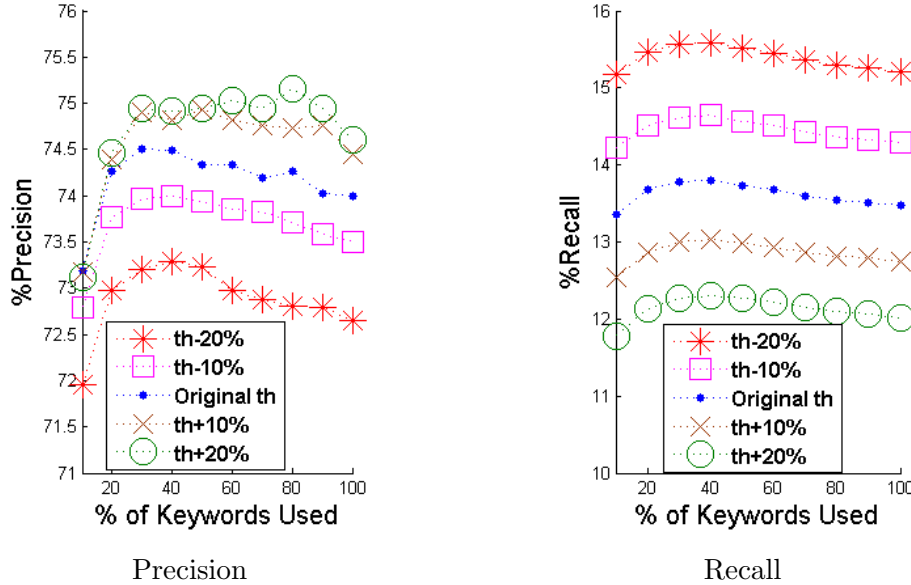 76
75.5
75
74.5
74
73.5
73
72.5
72
71.5
71
20
40
60
80
100
%Precision
% of Keywords Used
th-20%
th-10%
Original th
th+10%
th+20%
Precision
16
15
14
13
12
11
10
20
40
60
80
100
%Recall
% of Keywords Used
th-20%
th-10%
Original th
th+10%
th+20%
Recall